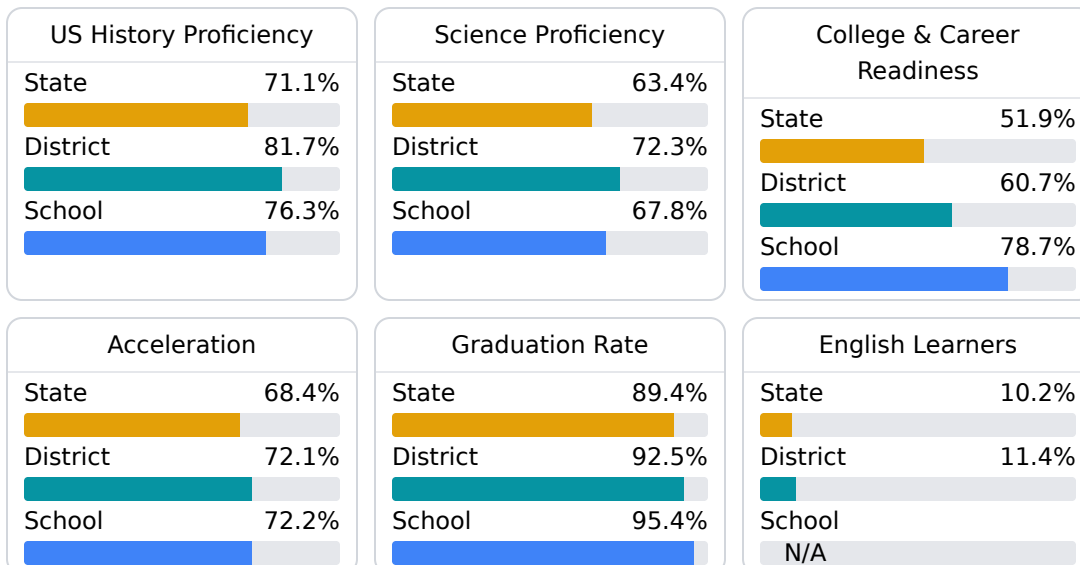 US History Proficiency
State 71.1%
District 81.7%
School 76.3%
Science Proficiency
State 63.4%
District 72.3%
School 67.8%
College & Career
Readiness
State 51.9%
District 60.7%
School 78.7%
Acceleration
State 68.4%
District 72.1%
School 72.2%
Graduation Rate
State 89.4%
District 92.5%
School 95.4%
English Learners
State 10.2%
District 11.4%
School
N/A